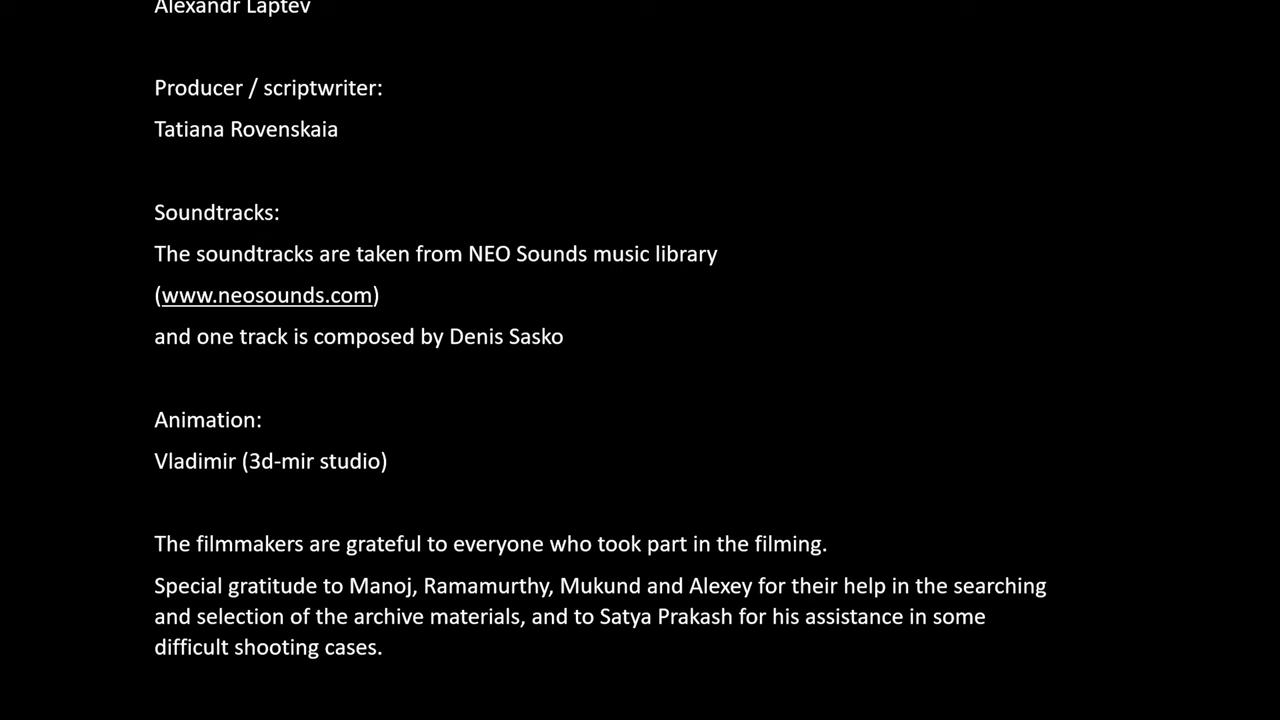 Alexandr Laptev
Producer / scriptwriter:
Tatiana Rovenskaia
Soundtracks:
The soundtracks are taken from NEO Sounds music library
(www.neosounds.com)
and one track is composed by Denis Sasko
Animation:
Vladimir (3d-mir studio)
The filmmakers are grateful to everyone who took part in the filming.
Special gratitude to Manoj, Ramamurthy, Mukund and Alexey for their help in the searching
and selection of the archive materials, and to Satya Prakash for his assistance in some
difficult shooting cases.